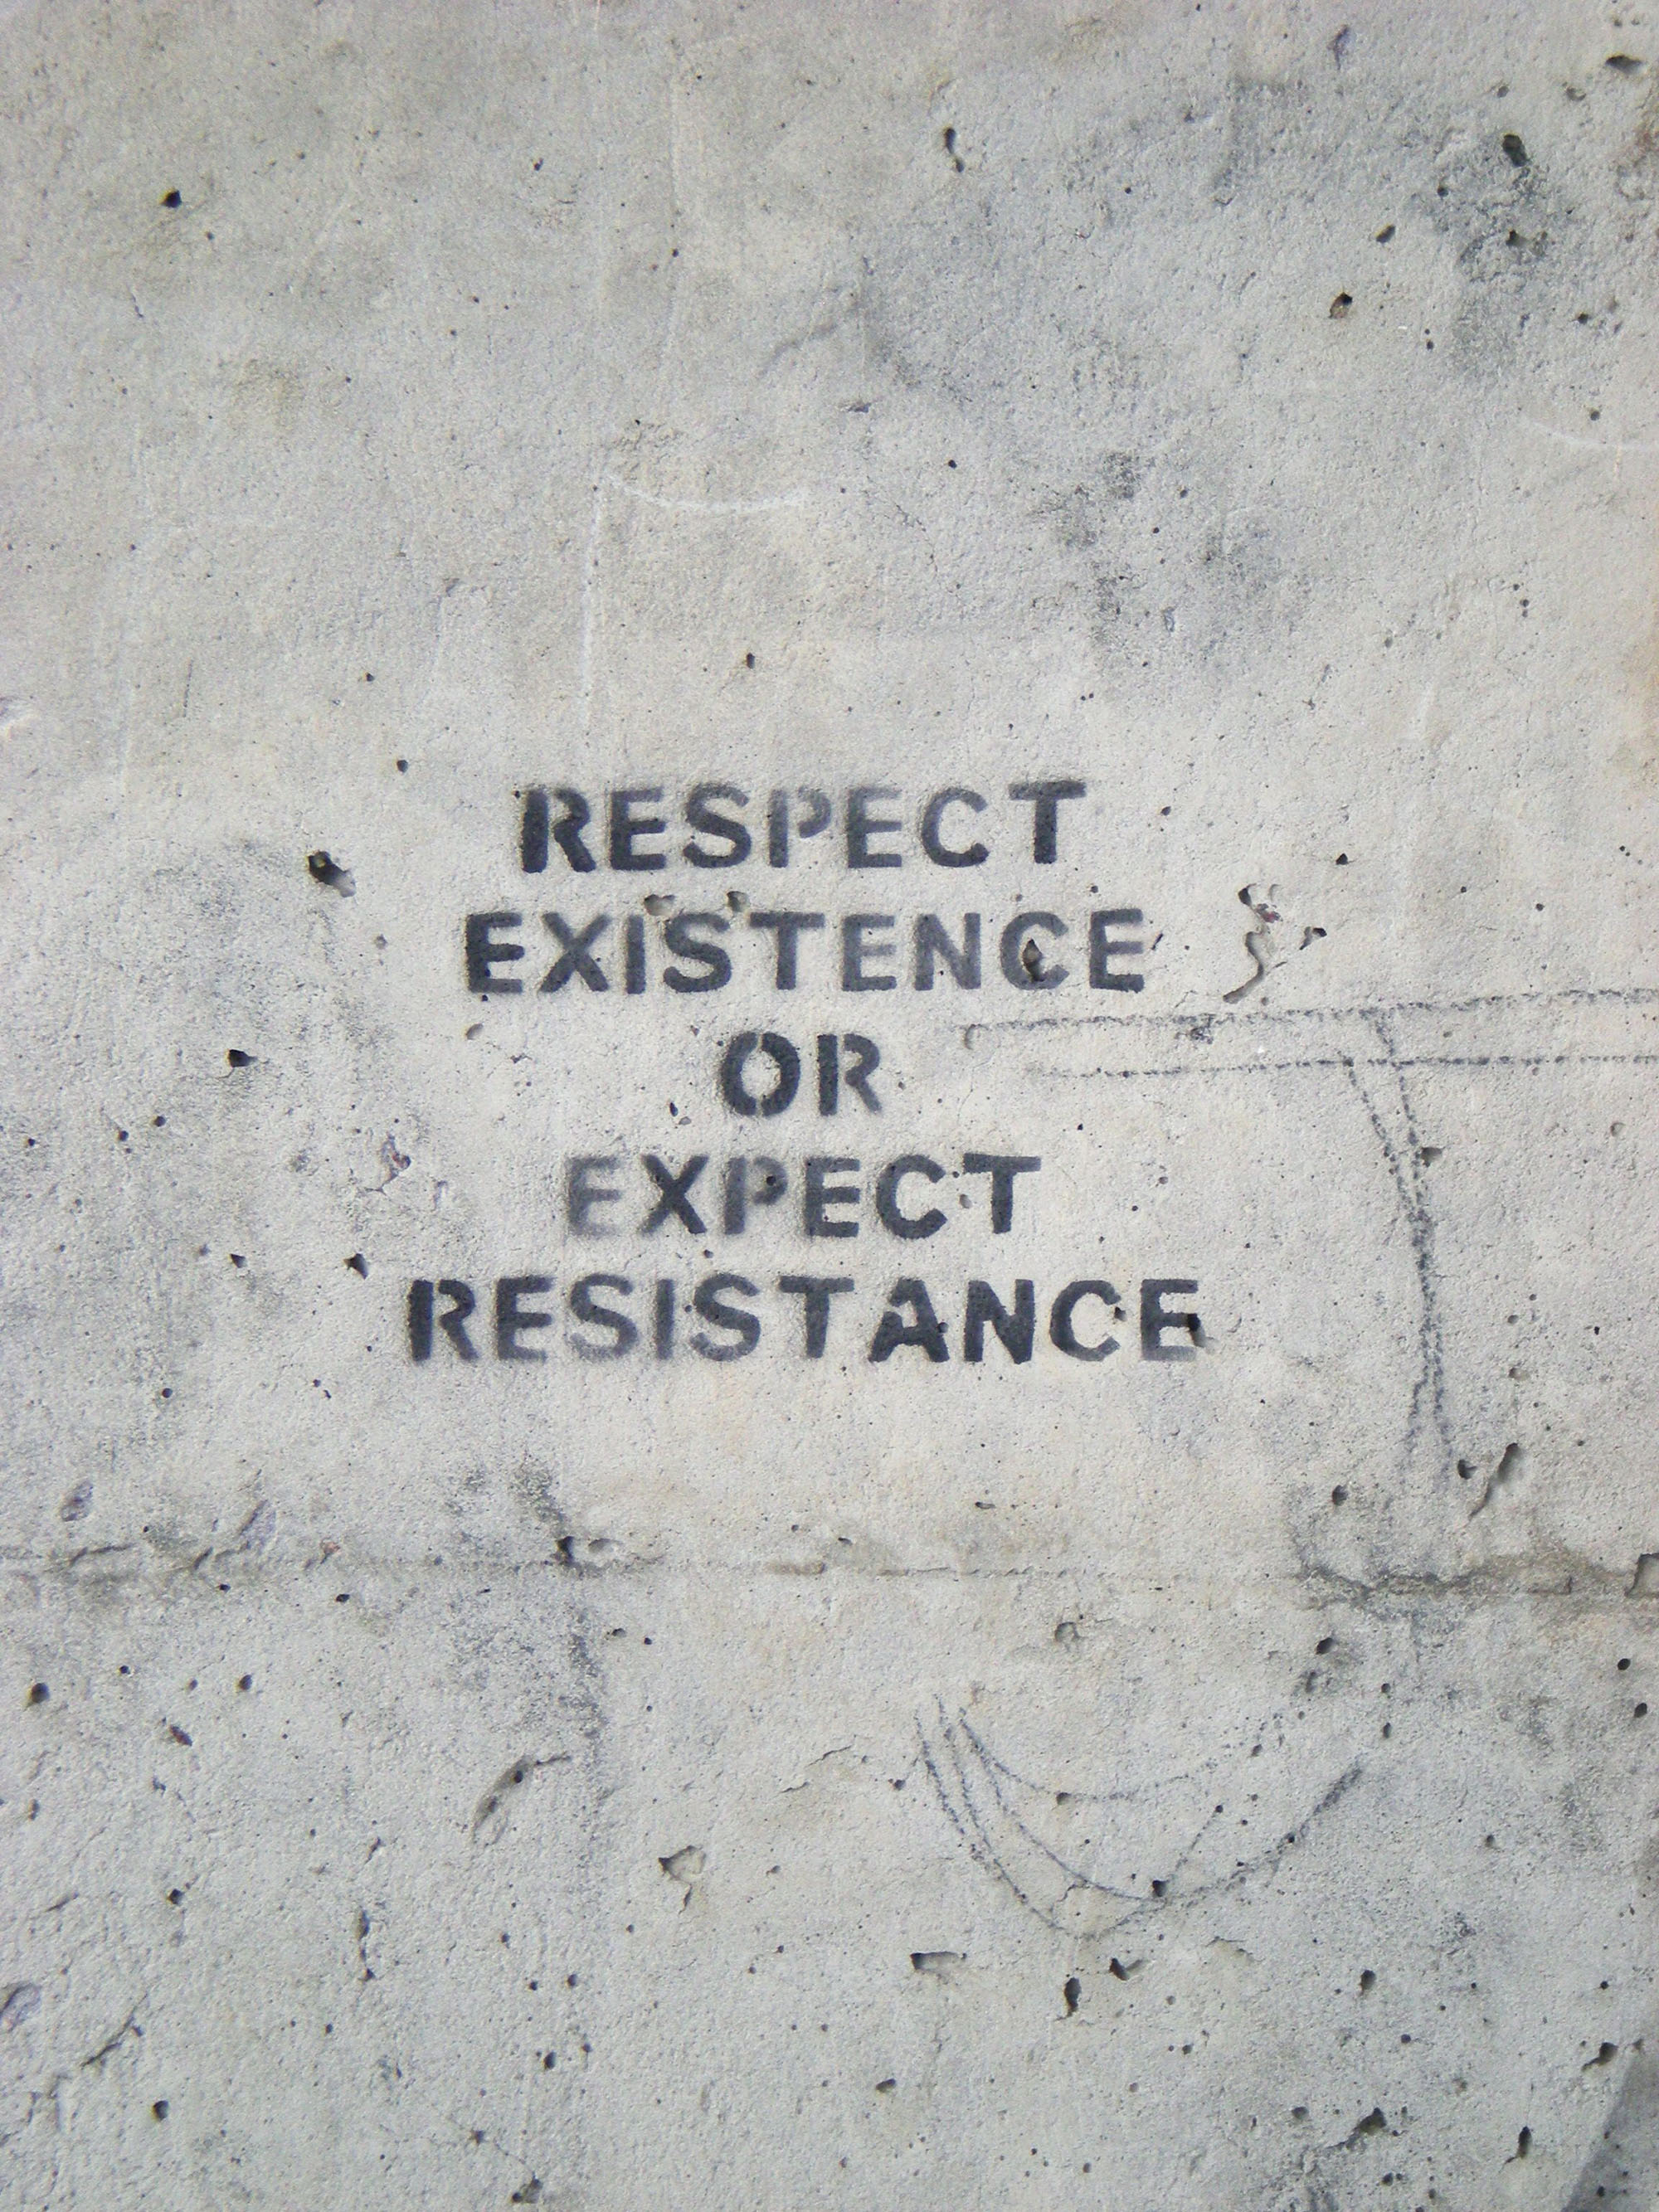 RESPECT
EXISTENCE
OR
EXPECT
RESISTANCE